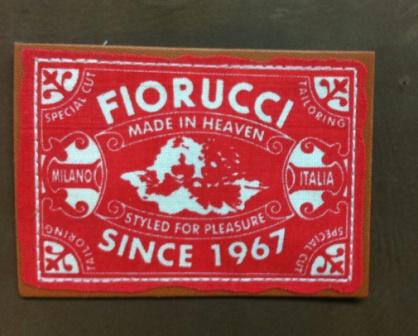 SPECIAL CUT
FIORUCCI
TAILORING
MADE IN HEAVEN
MILANO
ITALIA
STYLED FOR PLEASURE
TAILORING
SINCE 1967
SPECIAL CUT